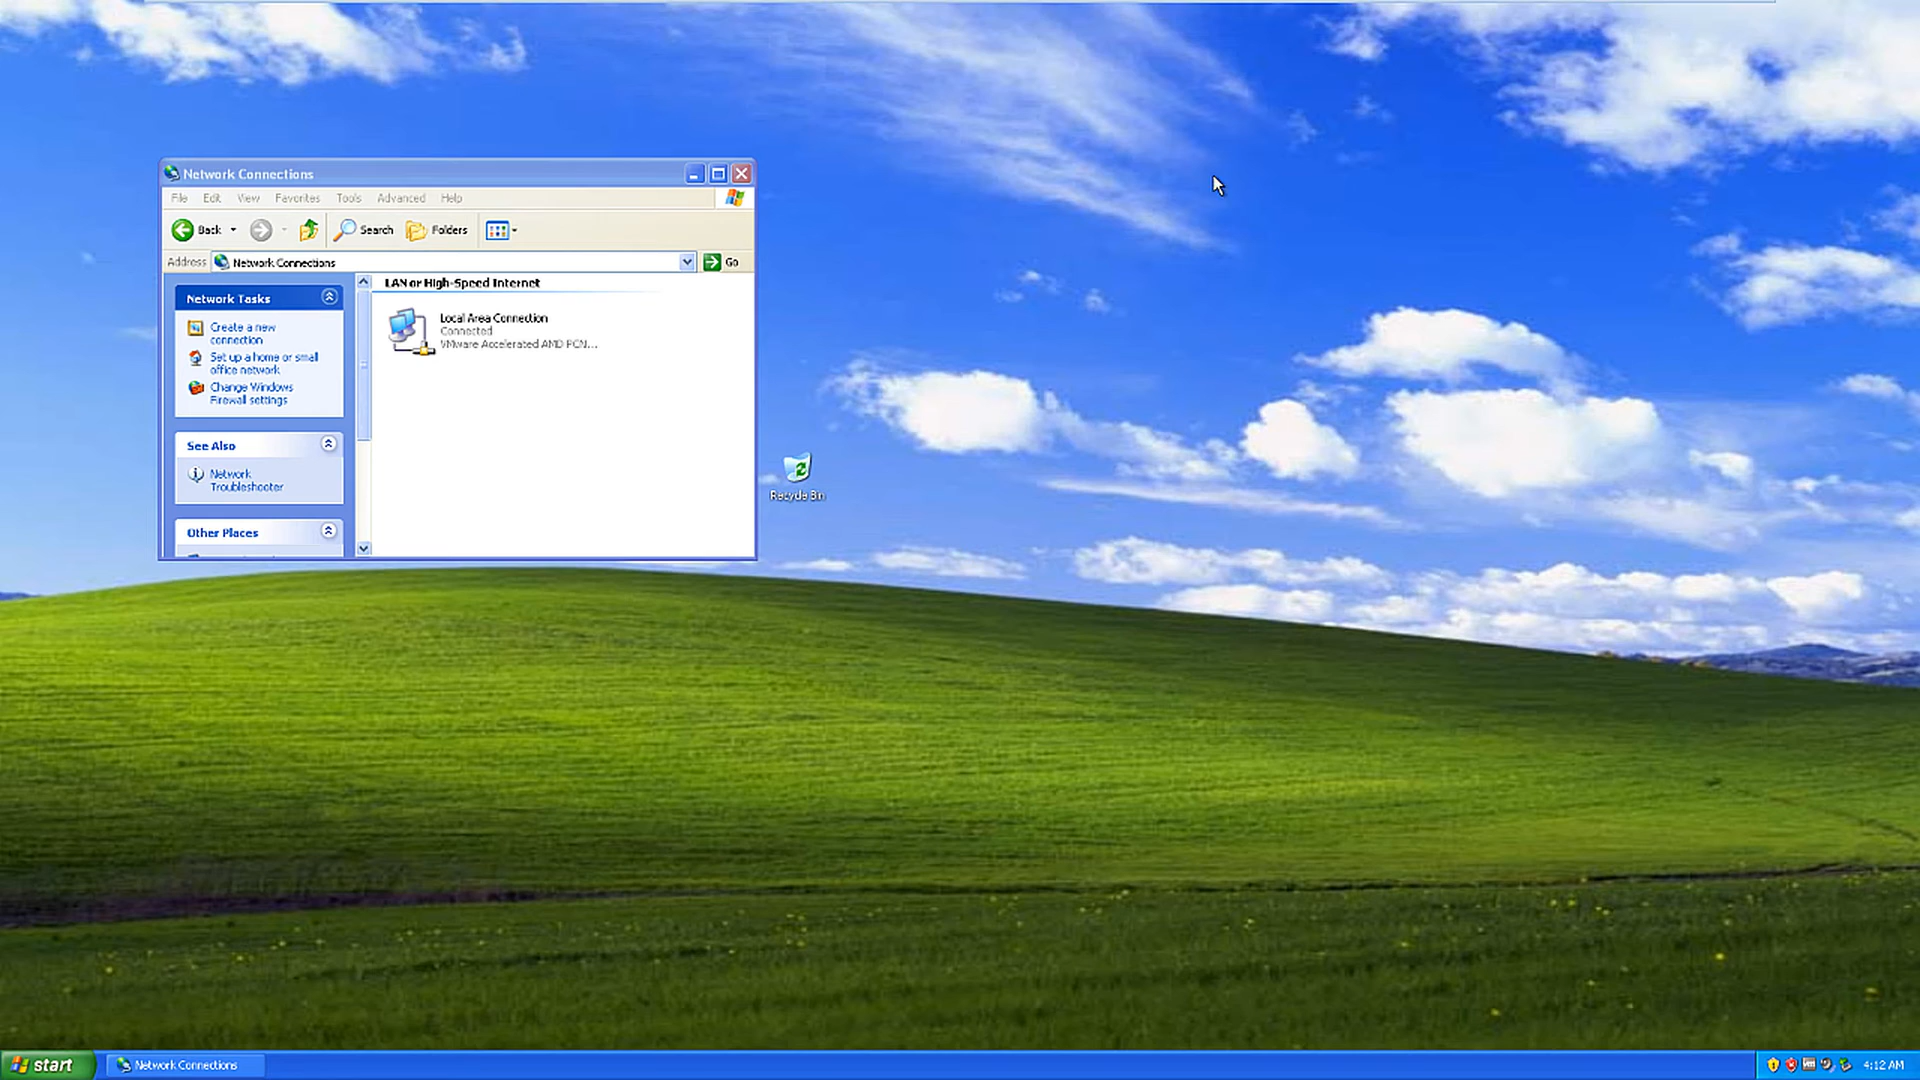 Network Connections
File Edit View Favorites Tools Advanced Help
Back Search Folders
Address Network Connections Go
Network Tasks
Create a new
connection
Set up a home or small
office network
Change Windows
Firewall settings
See Also
Network
Troubleshooter
Other Places
LAN or High-Speed Internet
Local Area Connection
Connected
VMware Accelerated AMD PCN...
Recycle Bin
start Network Connections 4:12 AM